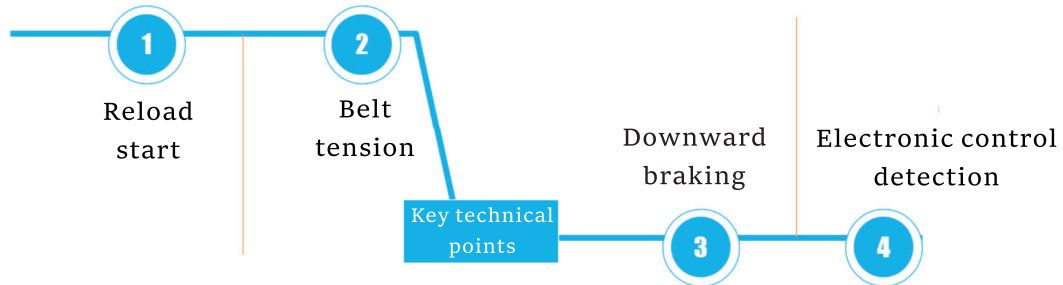 1
Reload
start
2
Belt
tension
Key technical
points
Downward
braking
3
Electronic control
detection
4